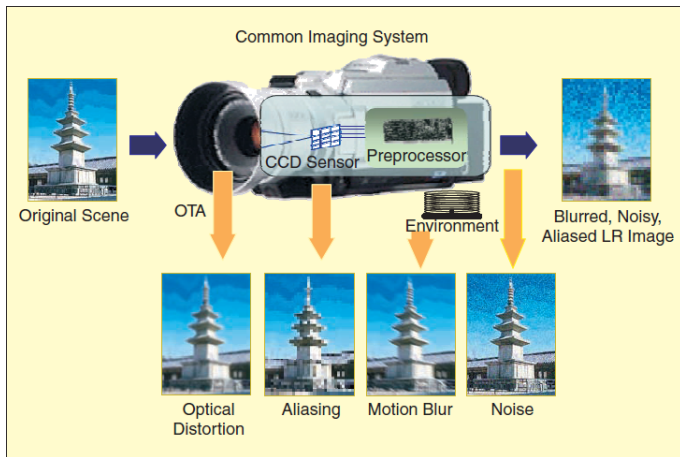 Common Imaging System
CCD Sensor
Preprocessor
Original Scene
OTA
Environment
Blurred, Noisy,
Aliased LR Image
Optical
Distortion
Aliasing
Motion Blur
Noise